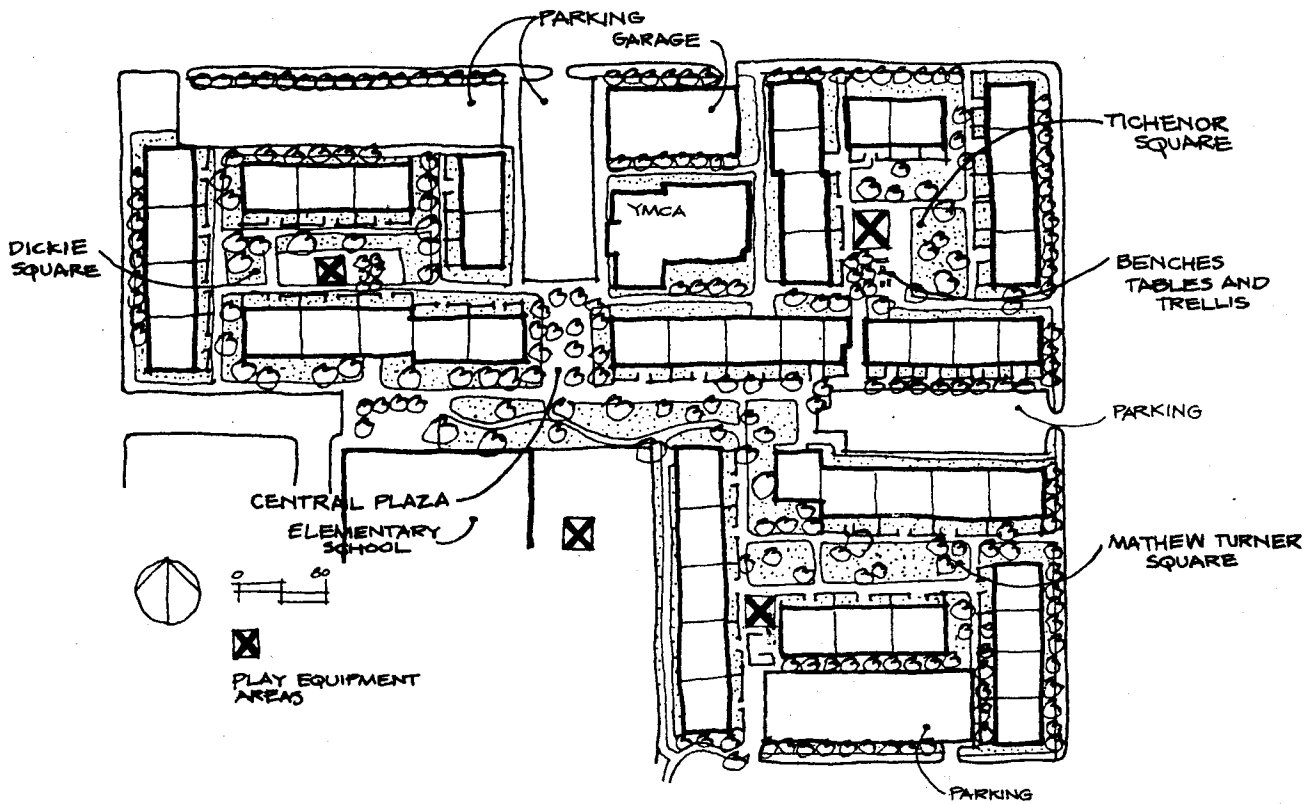 PARKING
GARAGE
TICHENOR
SQUARE
YMCA
DICKIE
SQUARE
BENCHES
TABLES AND
TRELLIS
PARKING
CENTRAL PLAZA
ELEMENTARY
SCHOOL
MATHEW TURNER
SQUARE
0 80
PLAY EQUIPMENT
AREAS
PARKING